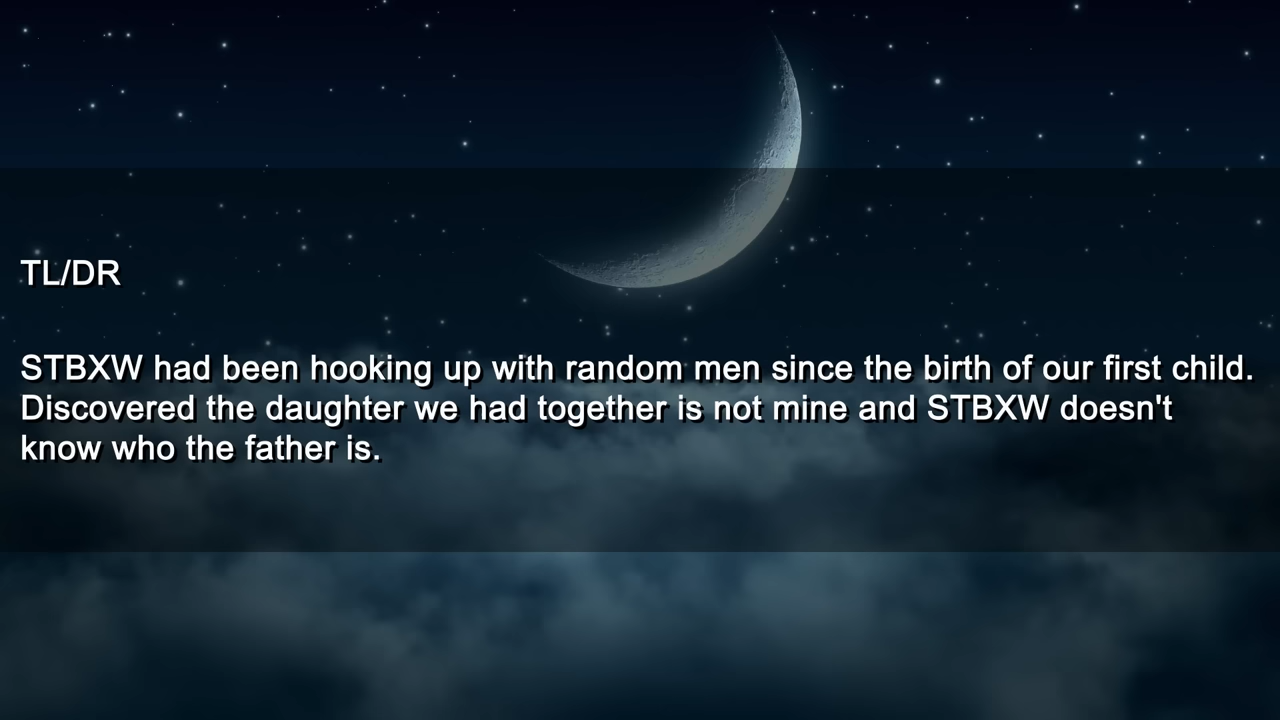 TL/DR
STBXW had been hooking up with random men since the birth of our first child.
Discovered the daughter we had together is not mine and STBXW doesn't
know who the father is.